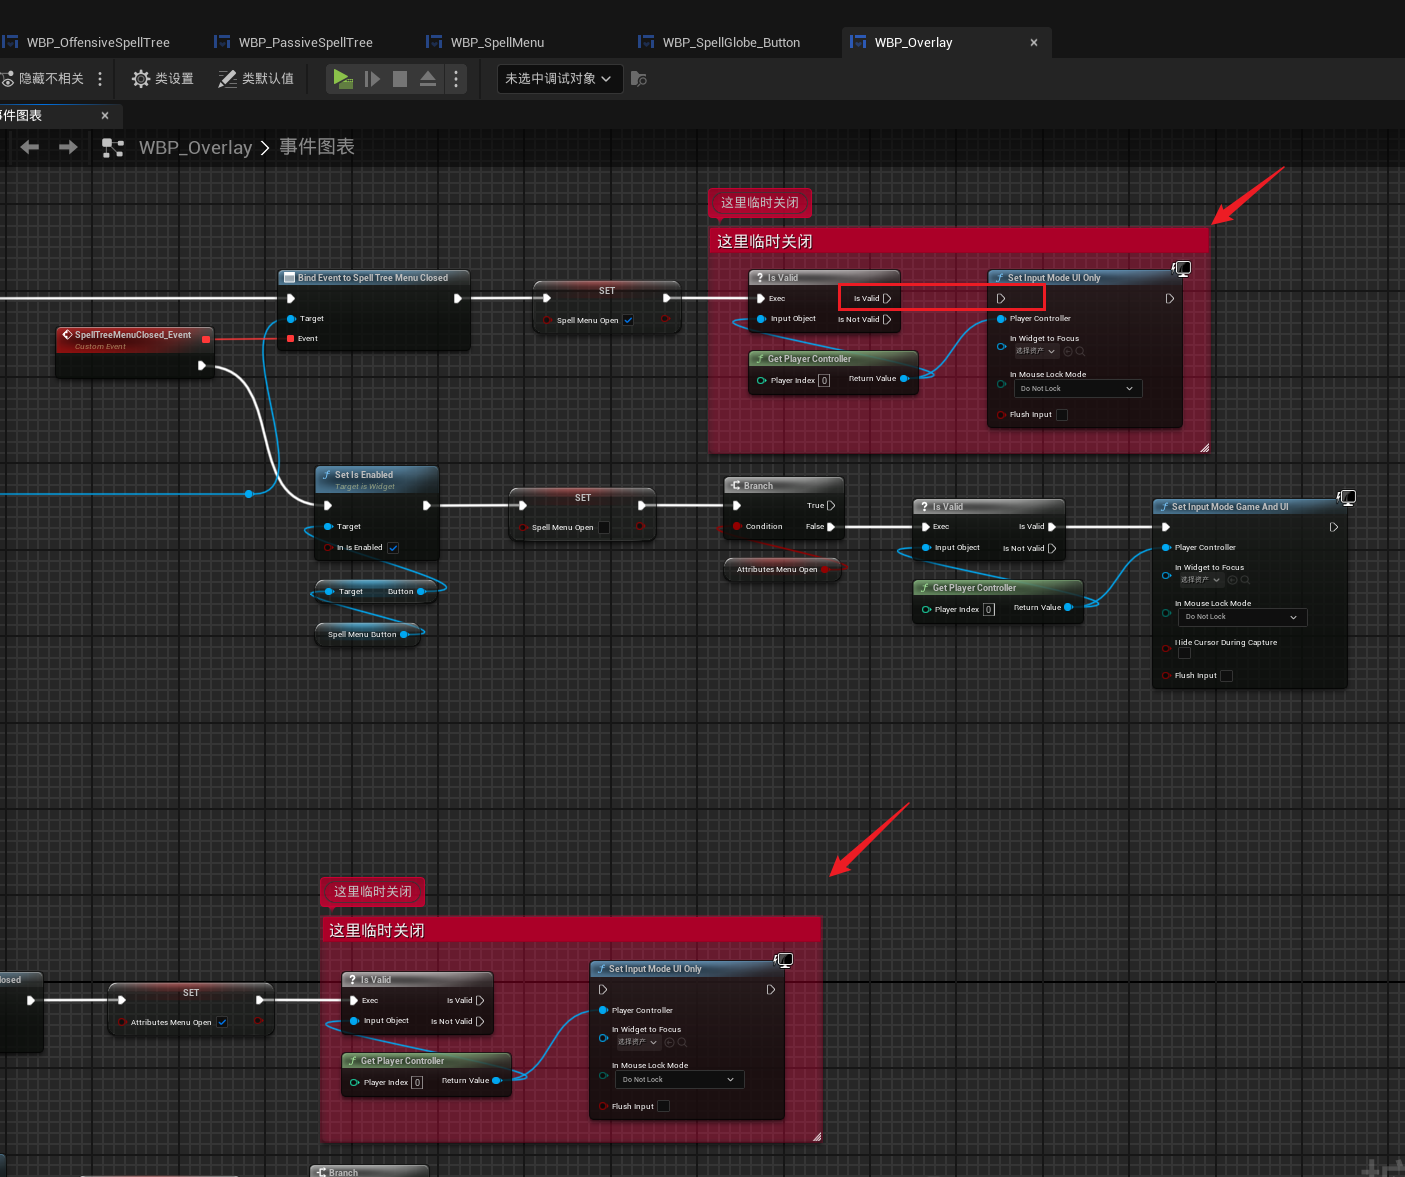 WBP_OffensiveSpellTree
WBP_PassiveSpellTree
WBP_SpellMenu
WBP_SpellGlobe_Button
WBP_Overlay
隐藏不相关
类设置
类默认值
未选中调试对象
件图表
WBP_Overlay
事件图表
这里临时关闭
这里临时关闭
Bind Event to Spell Tree Menu Closed
Target
Event
SpellTreeMenuClosed_Event
Custom Event
SET
Spell Menu Open
Is Valid
Exec
Is Valid
Input Object
Is Not Valid
Get Player Controller
Player Index
0
Return Value
Set Input Mode UI Only
Player Controller
In Widget to Focus
选择资产
In Mouse Lock Mode
Do Not Lock
Flush Input
Set Is Enabled
Target is Widget
Target
In Is Enabled
Target
Button
Spell Menu Button
SET
Spell Menu Open
Branch
True
Condition
False
Attributes Menu Open
Is Valid
Exec
Is Valid
Input Object
Is Not Valid
Get Player Controller
Player Index
0
Return Value
Set Input Mode Game And UI
Player Controller
In Widget to Focus
选择资产
In Mouse Lock Mode
Do Not Lock
Hide Cursor During Capture
Flush Input
这里临时关闭
这里临时关闭
losed
SET
Attributes Menu Open
Is Valid
Exec
Is Valid
Input Object
Is Not Valid
Get Player Controller
Player Index
0
Return Value
Set Input Mode UI Only
Player Controller
In Widget to Focus
选择资产
In Mouse Lock Mode
Do Not Lock
Flush Input
Branch